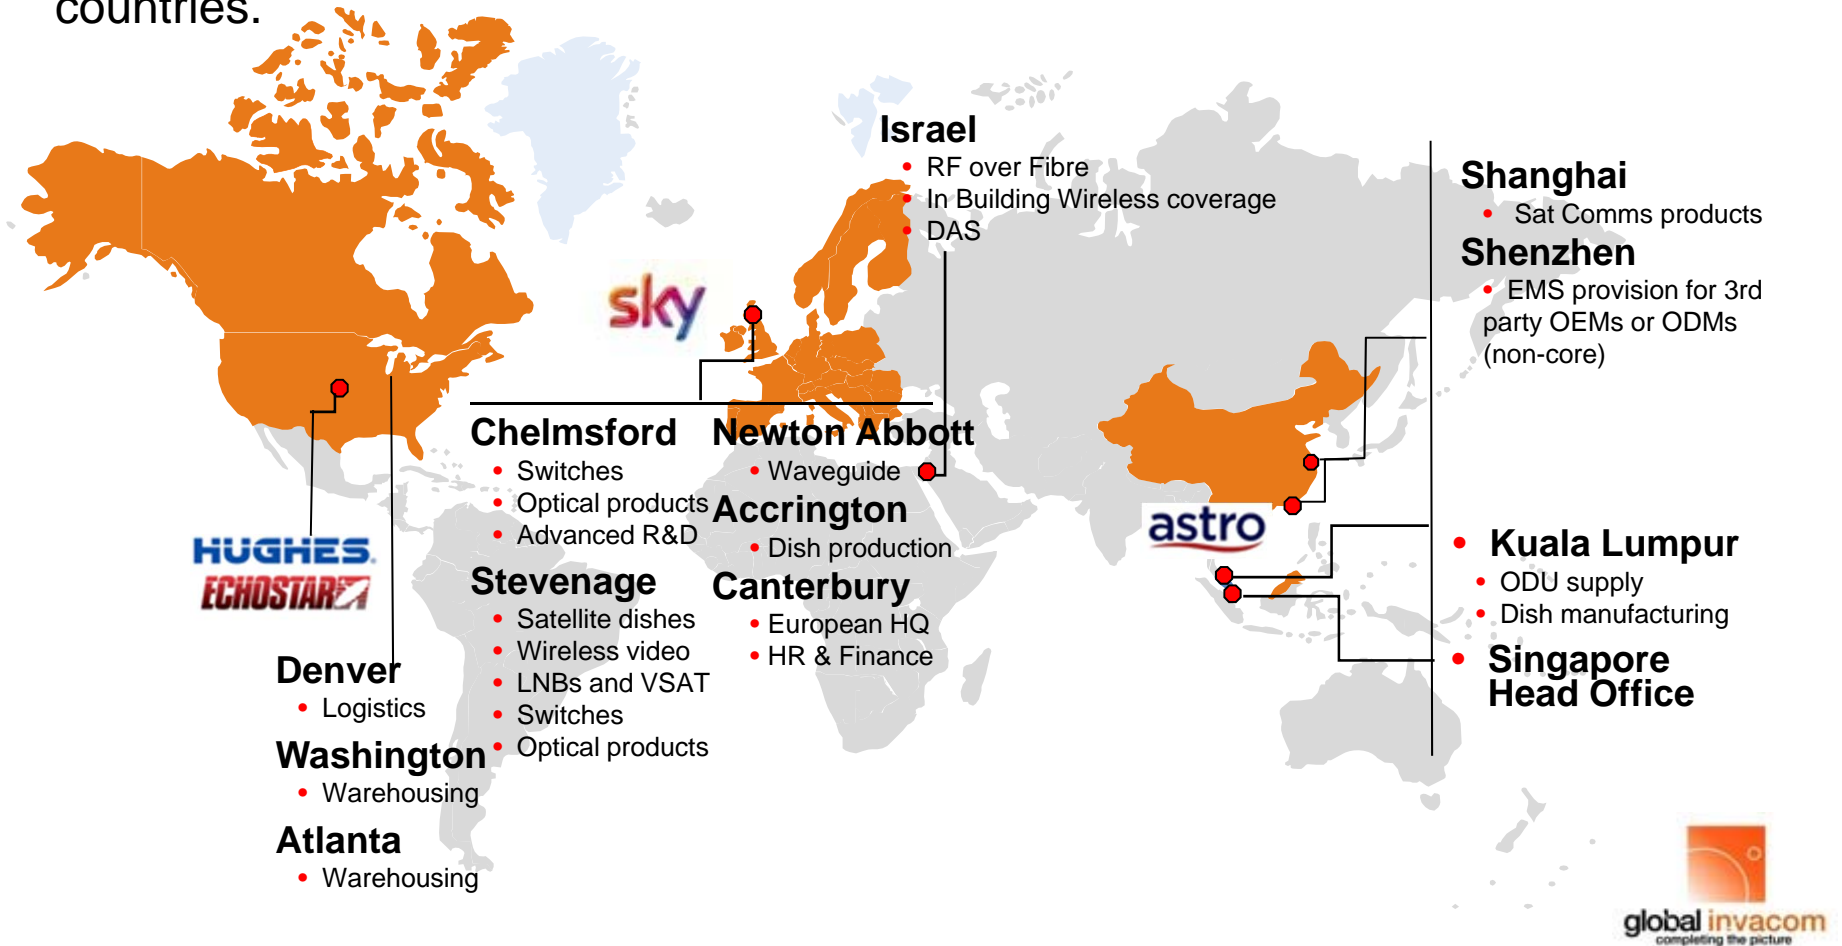 countries.
Israel
• RF over Fibre
• In Building Wireless coverage
• DAS
Shanghai
• Sat Comms products
Shenzhen
• EMS provision for 3rd
party OEMs or ODMs
(non-core)
sky
Chelmsford
• Switches
• Optical products
• Advanced R&D
Stevenage
• Satellite dishes
• Wireless video
• LNBs and VSAT
• Switches
• Optical products
Newton Abbott
• Waveguide
Accrington
• Dish production
Canterbury
• European HQ
• HR & Finance
astro
HUGHES.
ECHOSTAR
• Kuala Lumpur
• ODU supply
• Dish manufacturing
• Singapore
Head Office
Denver
• Logistics
Washington
• Warehousing
Atlanta
• Warehousing
global invacom
completing the picture